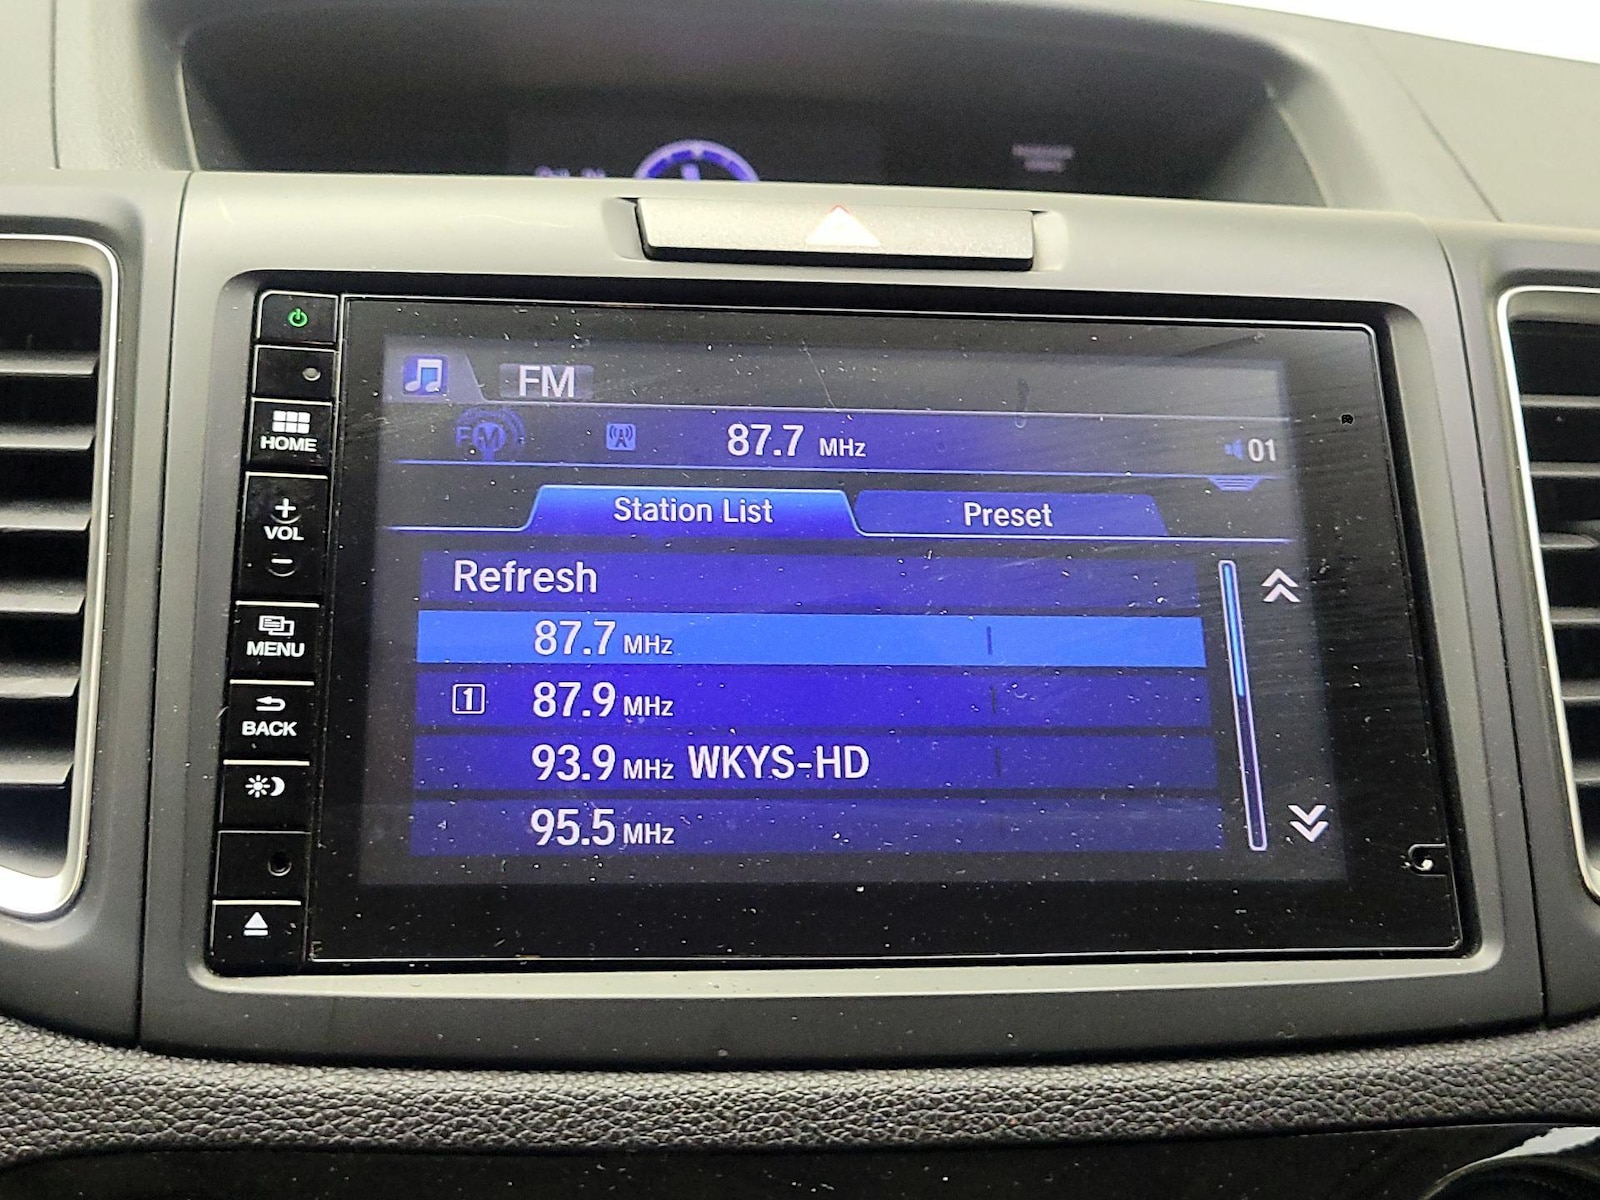 FM
FM
87.7 MHz
01
Station List
Preset
Refresh
87.7 MHz
1 87.9 MHz
93.9 MHz WKYS-HD
95.5 MHz
HOME
+
VOL
-
MENU
BACK